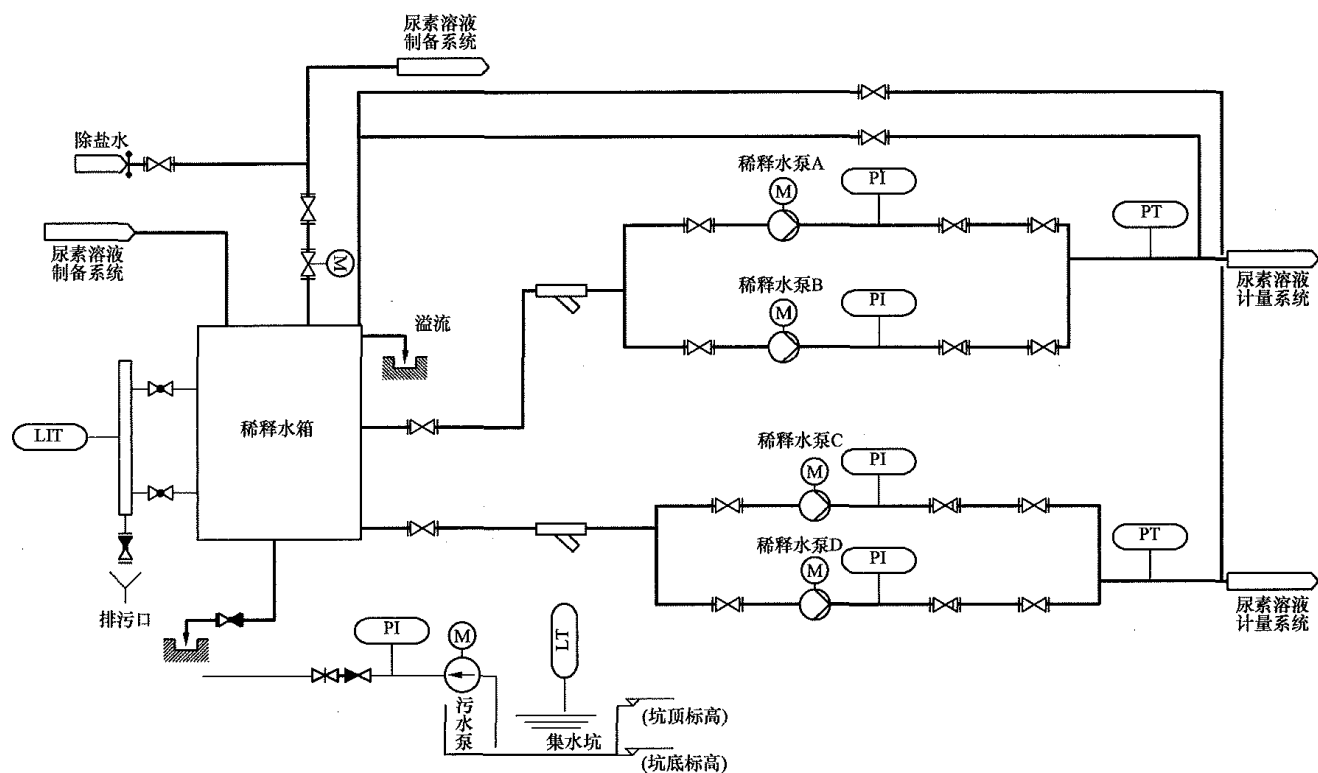 尿素溶液
制备系统
除盐水
尿素溶液
制备系统
M
稀释水泵A
M
PI
PT
稀释水泵B
M
PI
尿素溶液
计量系统
溢流
LIT
稀释水箱
稀释水泵C
M
PI
PT
稀释水泵D
M
PI
尿素溶液
计量系统
排污口
PI
M
LT
污水泵
集水坑
(坑顶标高)
(坑底标高)